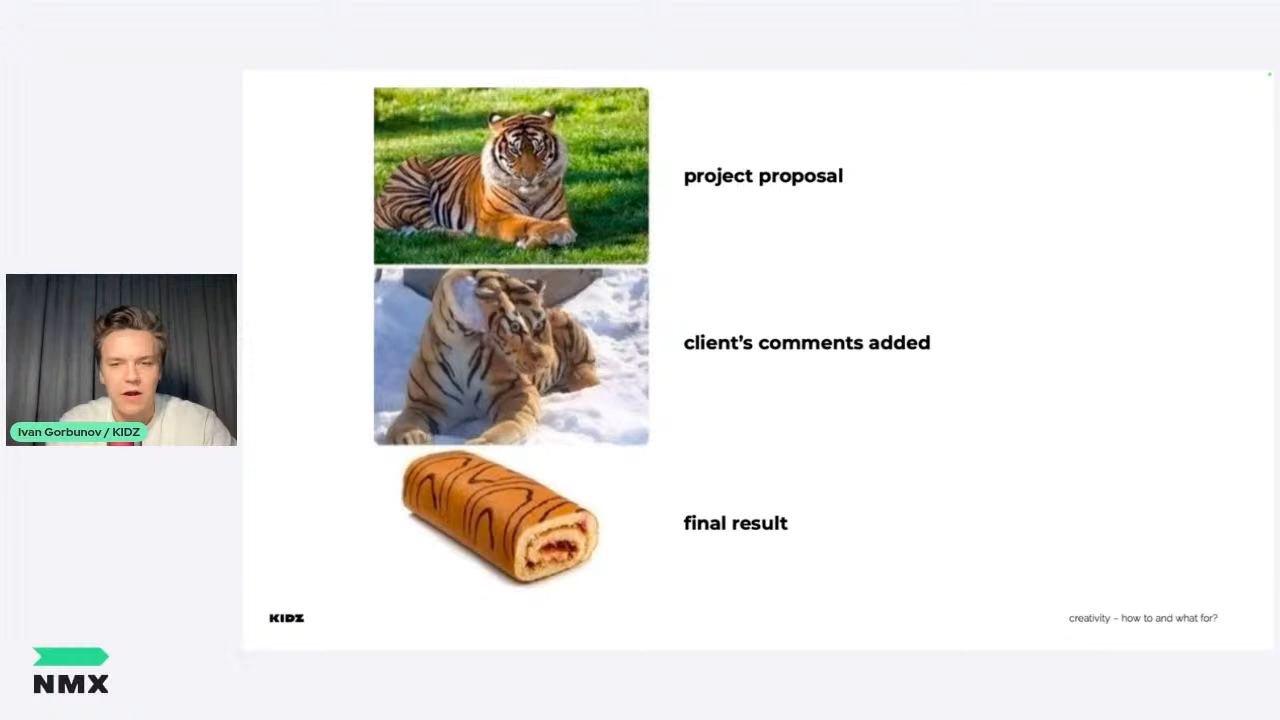 project proposal
client's comments added
final result
Ivan Gorbunov / KIDZ
KIDZ
creativity – how to and what for?
NMX